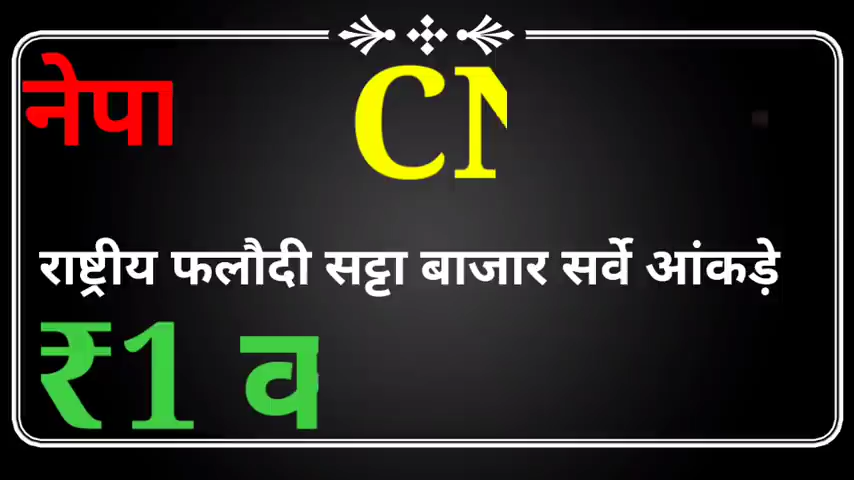 नेपा CN
राष्ट्रीय फलौदी सट्टा बाजार सर्वे आंकड़े
₹1 व